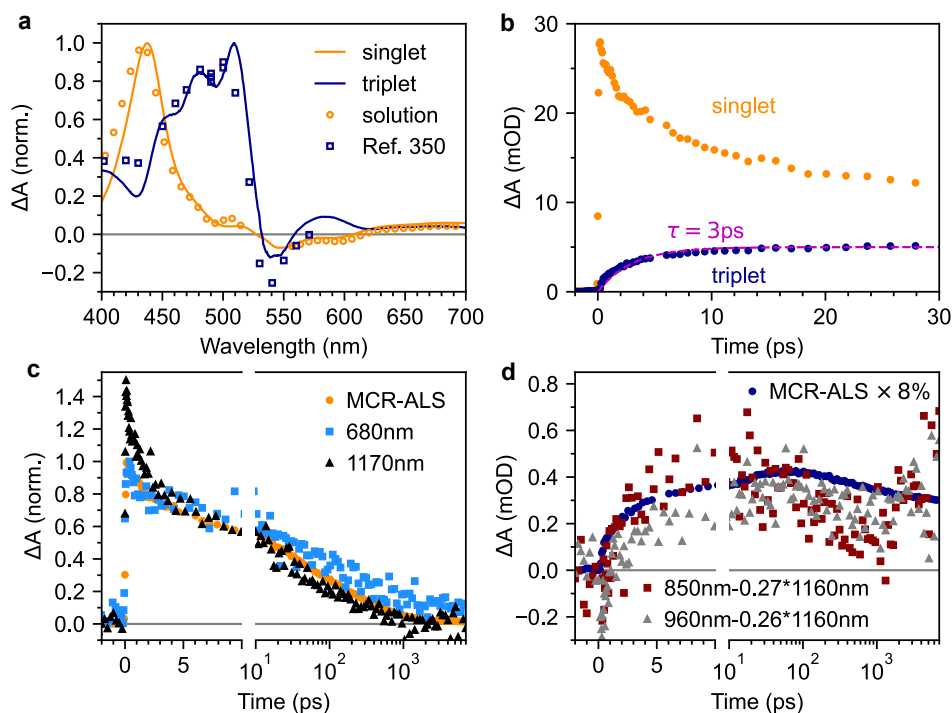 a
ΔA (norm.)
1.0
0.8
0.6
0.4
0.2
0.0
−0.2
singlet
triplet
solution
Ref. 350
400 450 500 550 600 650 700
Wavelength (nm)
b
ΔA (mOD)
30
20
10
0
singlet
τ = 3ps
triplet
0 6 12 18 24 30
Time (ps)
c
ΔA (norm.)
1.4
1.2
1.0
0.8
0.6
0.4
0.2
0.0
MCR-ALS
680nm
1170nm
0 5 10¹ 10² 10³
Time (ps)
d
ΔA (mOD)
0.8
0.6
0.4
0.2
0.0
−0.2
MCR-ALS × 8%
850nm-0.27*1160nm
960nm-0.26*1160nm
0 5 10¹ 10² 10³
Time (ps)